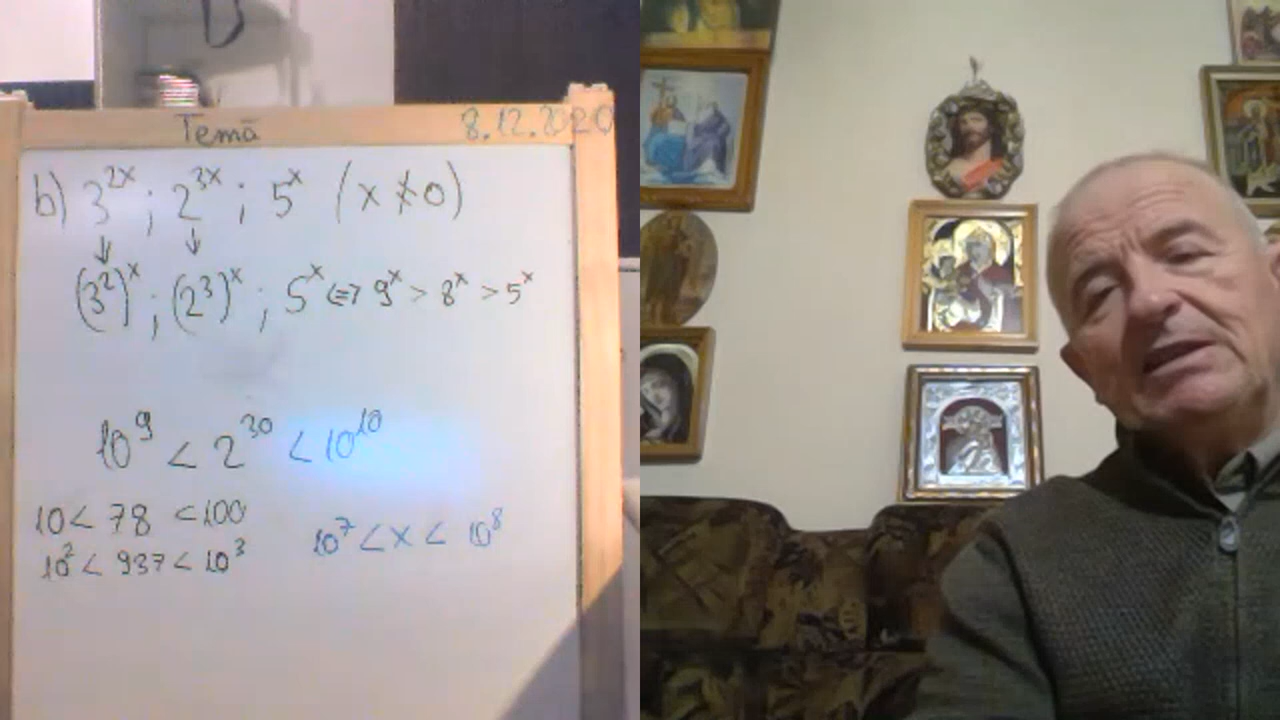 Temă 8.12.2020
b) 3^{2x} ; 2^{3x} ; 5^x (x ≠ 0)
↓ ↓
(3^2)^x ; (2^3)^x ; 5^x ⟺ 9^x > 8^x > 5^x
10^9 < 2^{30} < 10^{10}
10 < 78 < 100
10^7 < x < 10^8
10^2 < 937 < 10^3